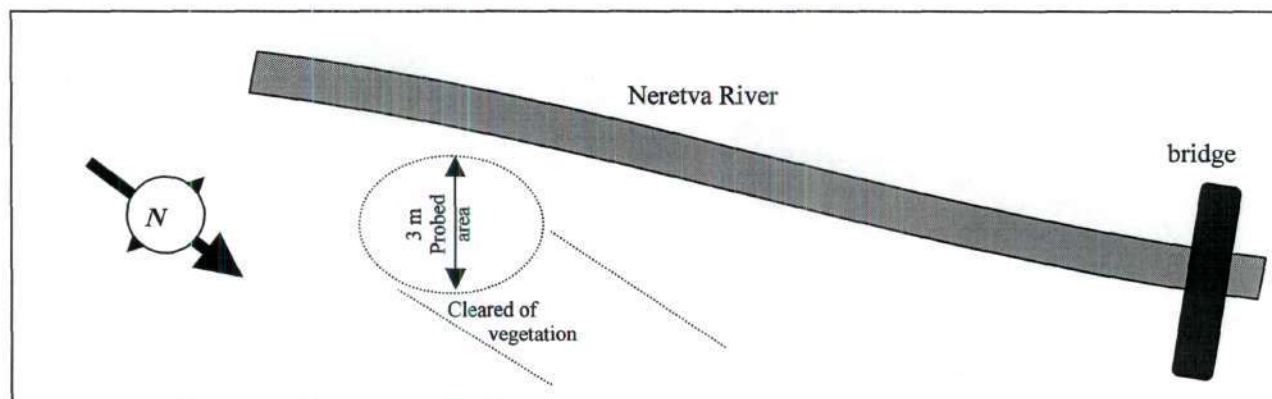 Neretva River
bridge
N
3 m
Probed
area
Cleared of
vegetation